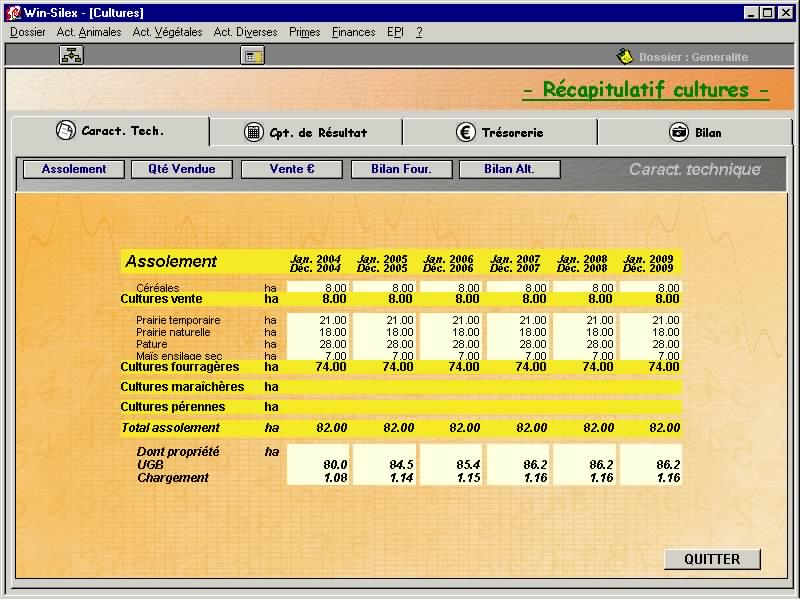 Win-Silex - [Cultures]
Dossier Act. Animales Act. Végétales Act. Diverses Primes Finances EPI ?
Dossier : Generalite
- Récapitulatif cultures -
Caract. Tech. Cpt. de Résultat Trésorerie Bilan
Assolement Qté Vendue Vente € Bilan Four. Bilan Alt. Caract. technique
Assolement Jan. 2004 Jan. 2005 Jan. 2006 Jan. 2007 Jan. 2008 Jan. 2009
Déc. 2004 Déc. 2005 Déc. 2006 Déc. 2007 Déc. 2008 Déc. 2009
Céréales ha 8.00 8.00 8.00 8.00 8.00 8.00
Cultures vente ha 8.00 8.00 8.00 8.00 8.00 8.00
Prairie temporaire ha 21.00 21.00 21.00 21.00 21.00 21.00
Prairie naturelle ha 18.00 18.00 18.00 18.00 18.00 18.00
Pature ha 28.00 28.00 28.00 28.00 28.00 28.00
Maïs ensilage sec ha 7.00 7.00 7.00 7.00 7.00 7.00
Cultures fourragères ha 74.00 74.00 74.00 74.00 74.00 74.00
Cultures maraîchères ha
Cultures pérennes ha
Total assolement ha 82.00 82.00 82.00 82.00 82.00 82.00
Dont propriété ha
UGB 80.0 84.5 85.4 86.2 86.2 86.2
Chargement 1.08 1.14 1.15 1.16 1.16 1.16
QUITTER